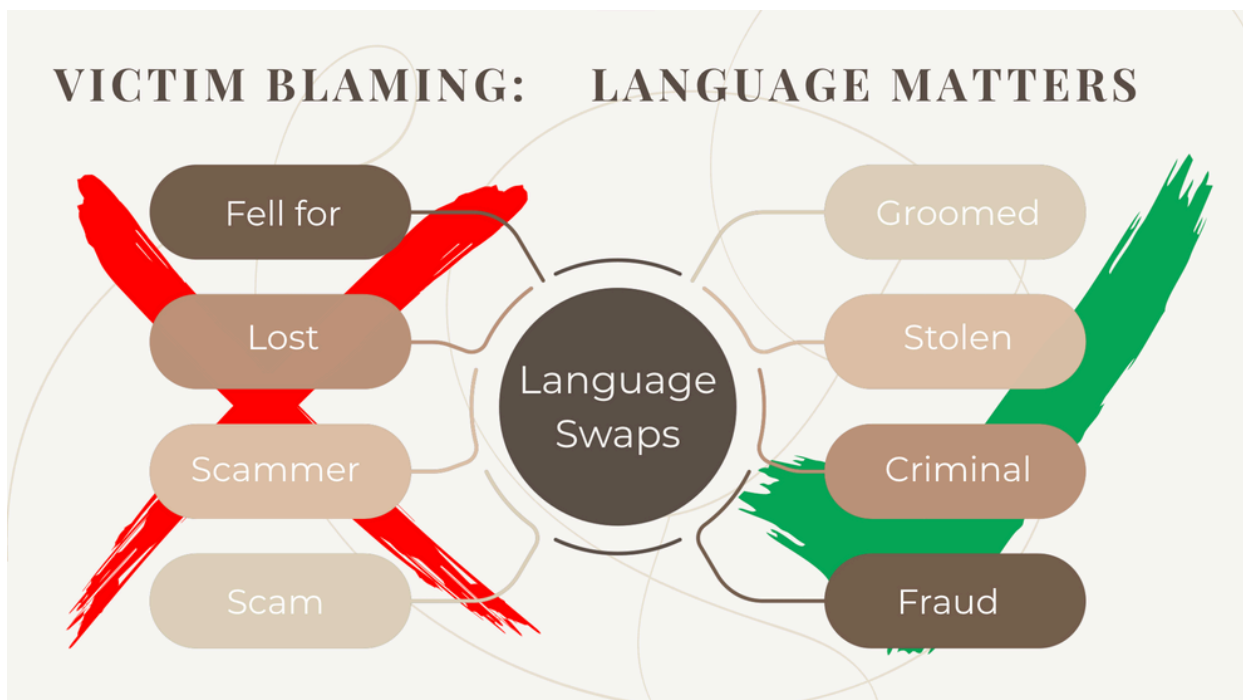 VICTIM BLAMING: LANGUAGE MATTERS
Fell for
Lost
Scammer
Scam
Language
Swaps
Groomed
Stolen
Criminal
Fraud